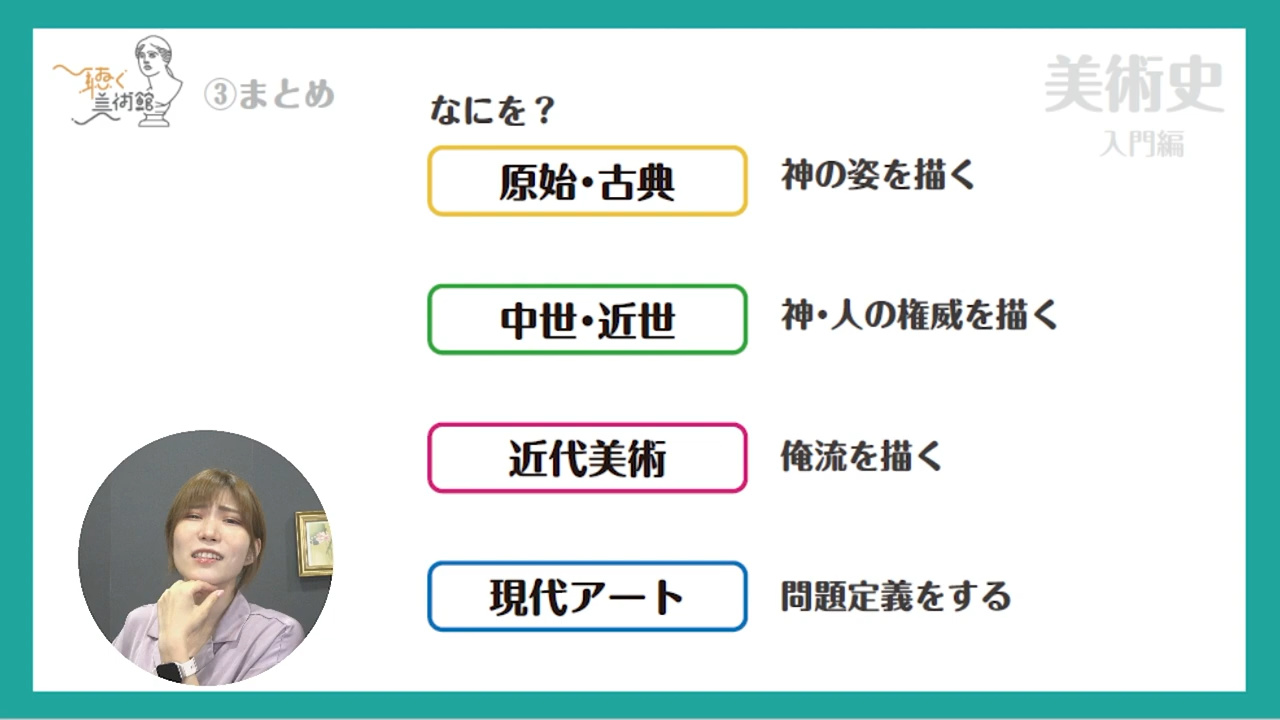 聴く
美術館
③まとめ
美術史
入門編
なにを？
原始・古典
神の姿を描く
中世・近世
神・人の権威を描く
近代美術
俺流を描く
現代アート
問題定義をする